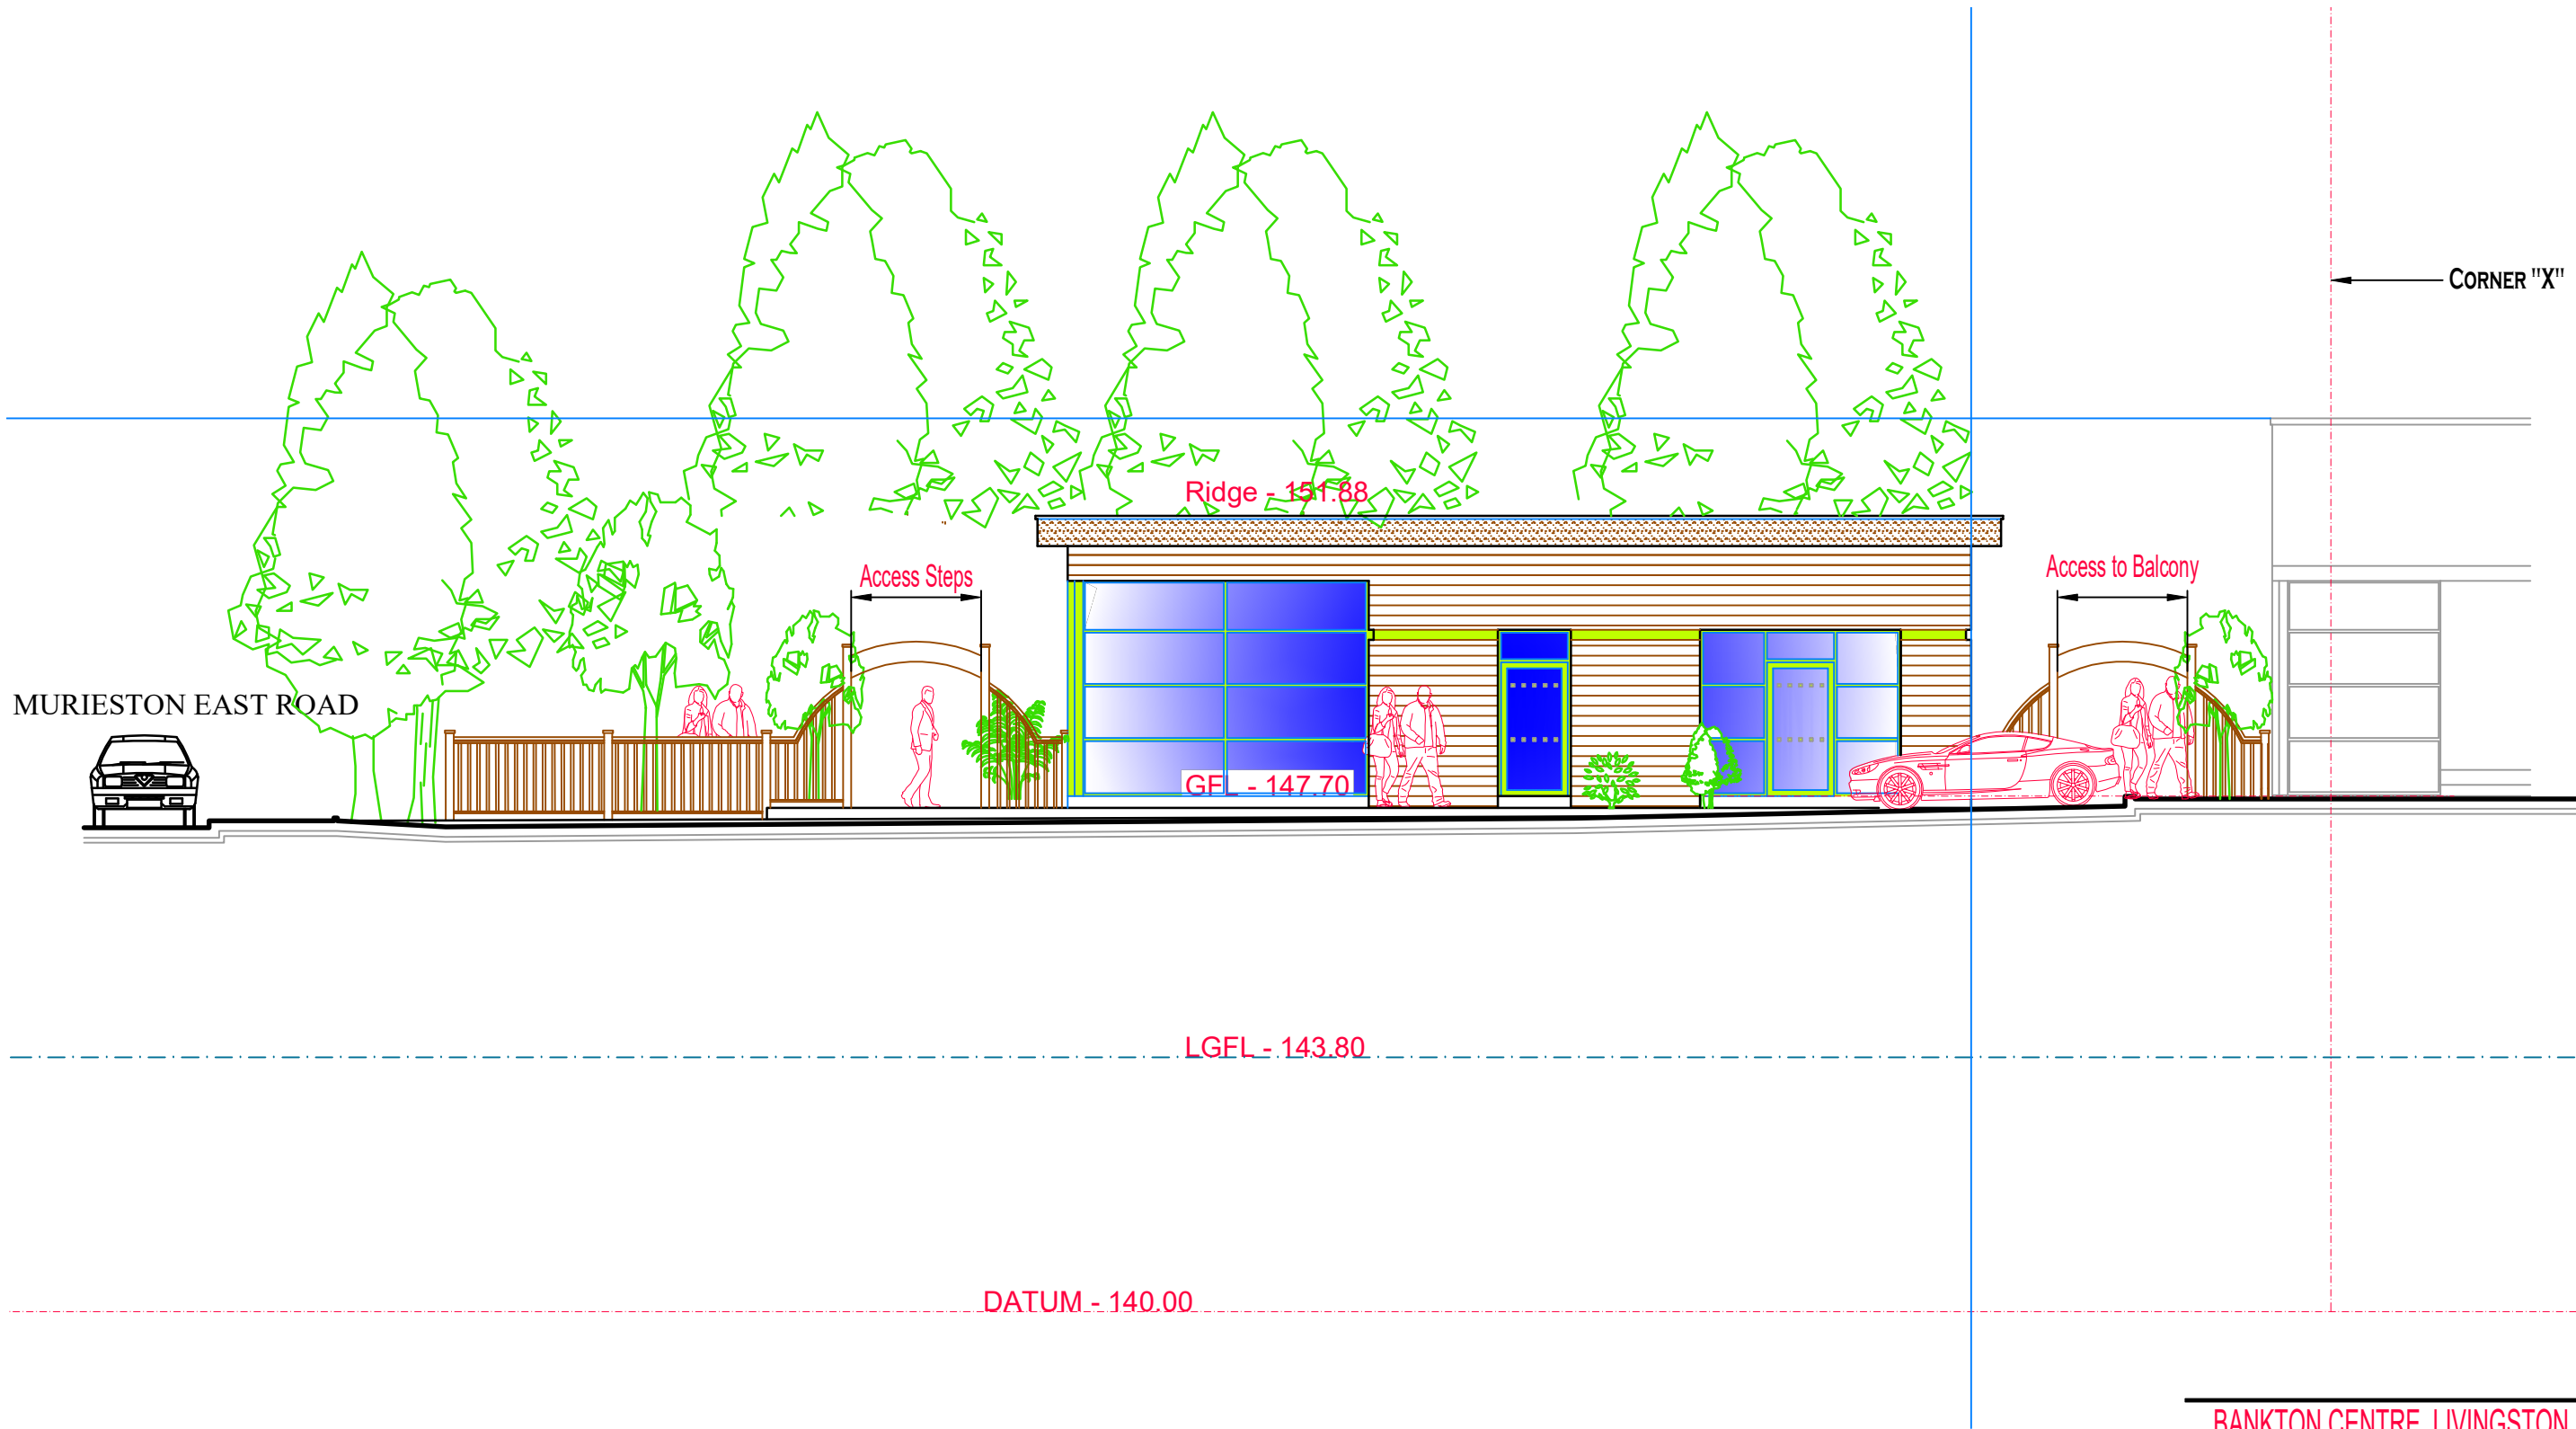 CORNER "X"
Ridge - 151.88
Access Steps
Access to Balcony
MURIESTON EAST ROAD
GFL - 147.70
LGFL - 143.80
DATUM - 140.00
BANKTON CENTRE, LIVINGSTON